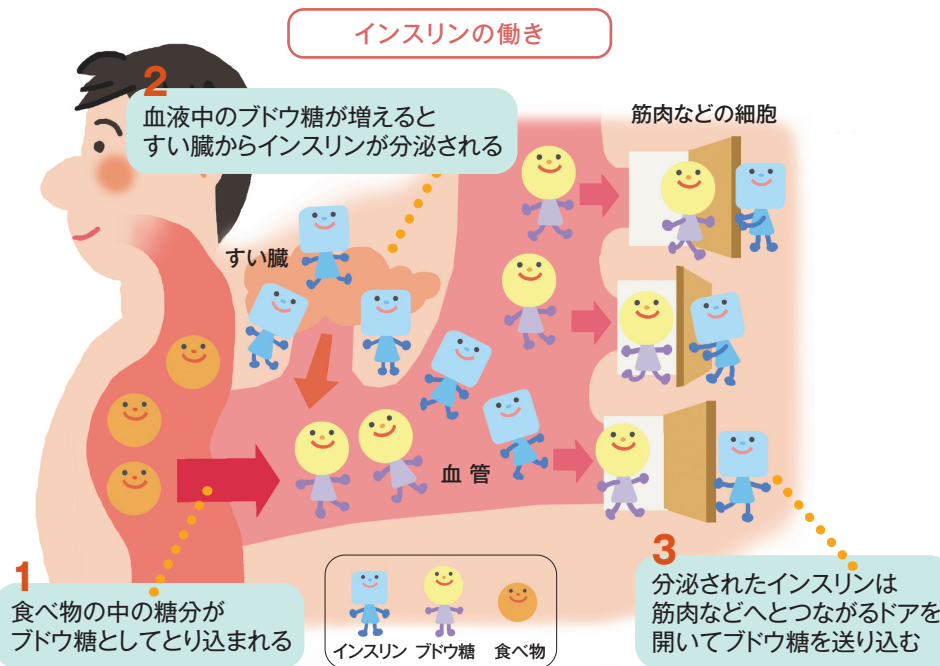 インスリンの働き
2
血液中のブドウ糖が増えると
すい臓からインスリンが分泌される
筋肉などの細胞
すい臓
血管
1
食べ物の中の糖分が
ブドウ糖としてとり込まれる
インスリン ブドウ糖 食べ物
3
分泌されたインスリンは
筋肉などへとつながるドアを
開いてブドウ糖を送り込む